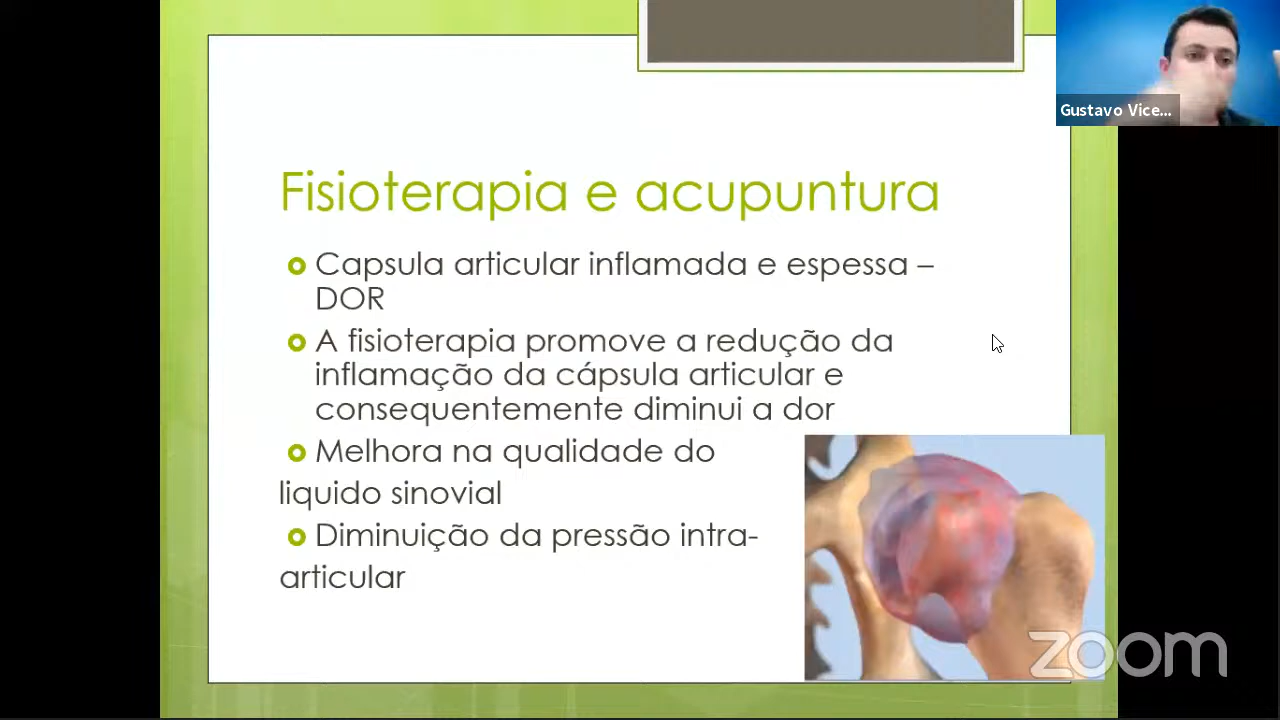 Gustavo Vice...
Fisioterapia e acupuntura
Capsula articular inflamada e espessa –
DOR
A fisioterapia promove a redução da
inflamação da cápsula articular e
consequentemente diminui a dor
Melhora na qualidade do
liquido sinovial
Diminuição da pressão intra-
articular
zoom